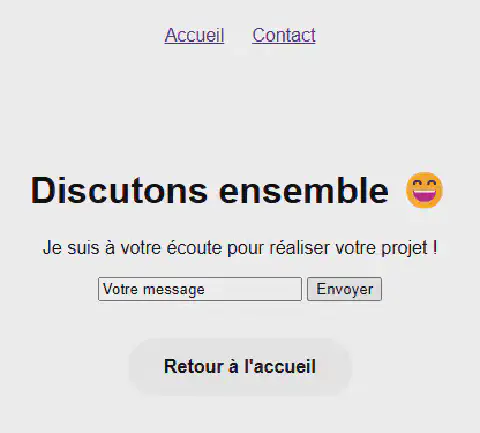 Accueil Contact
Discutons ensemble 😄
Je suis à votre écoute pour réaliser votre projet !
Votre message Envoyer
Retour à l'accueil